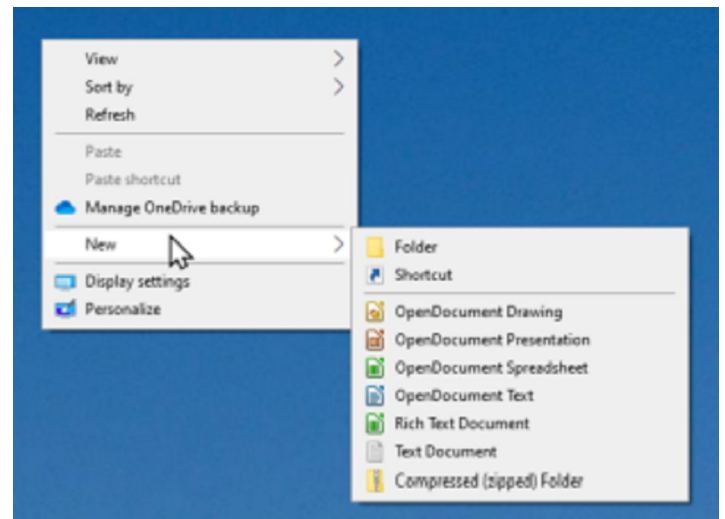 View
Sort by
Refresh
Paste
Paste shortcut
Manage OneDrive backup
New
Display settings
Personalize
Folder
Shortcut
OpenDocument Drawing
OpenDocument Presentation
OpenDocument Spreadsheet
OpenDocument Text
Rich Text Document
Text Document
Compressed (zipped) Folder